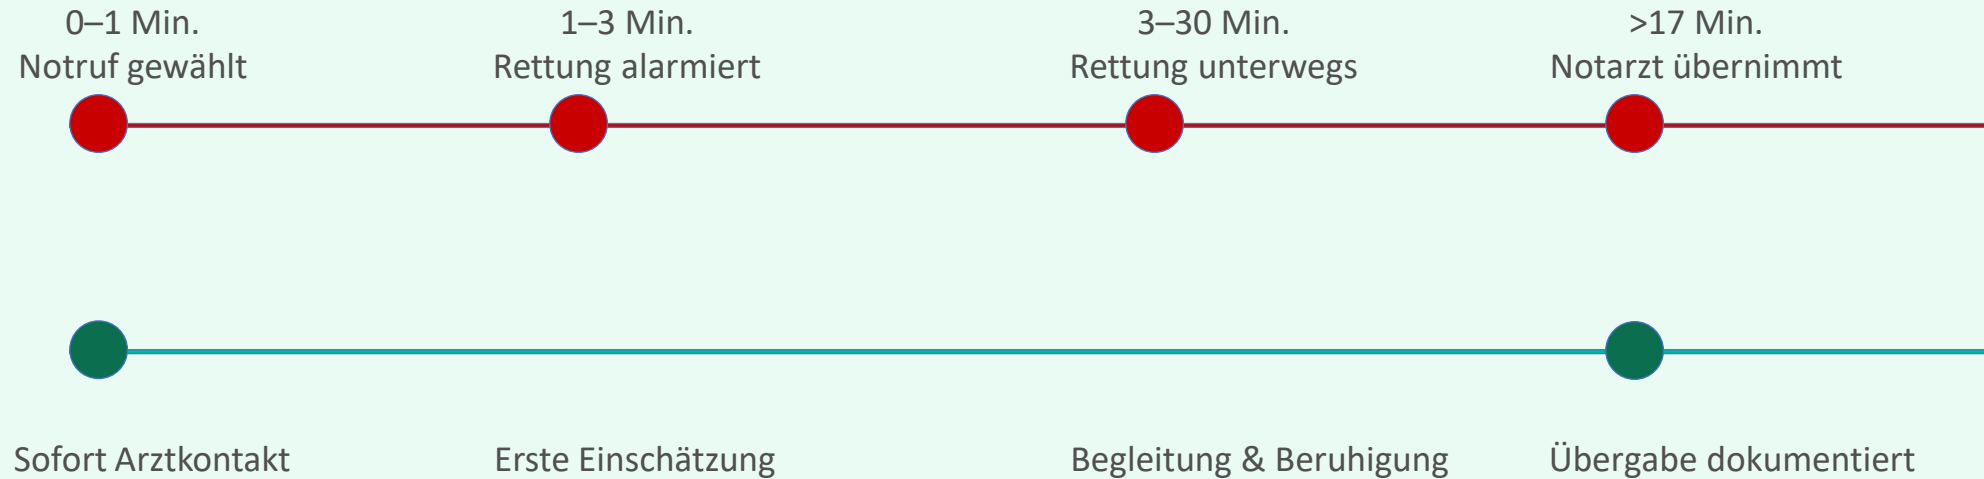 0–1 Min.
Notruf gewählt
1–3 Min.
Rettung alarmiert
3–30 Min.
Rettung unterwegs
>17 Min.
Notarzt übernimmt
Sofort Arztkontakt
Erste Einschätzung
Begleitung & Beruhigung
Übergabe dokumentiert